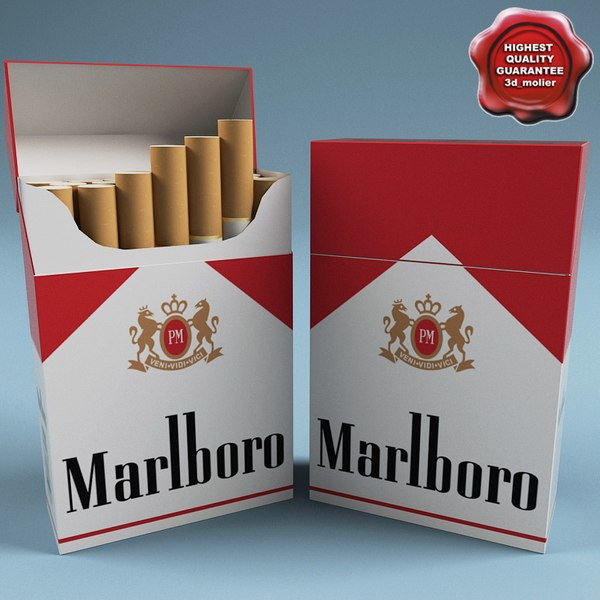 HIGHEST
QUALITY
GUARANTEE
3d_molier
PM
VENI·VIDI·VICI
Marlboro
PM
VENI·VIDI·VICI
Marlboro